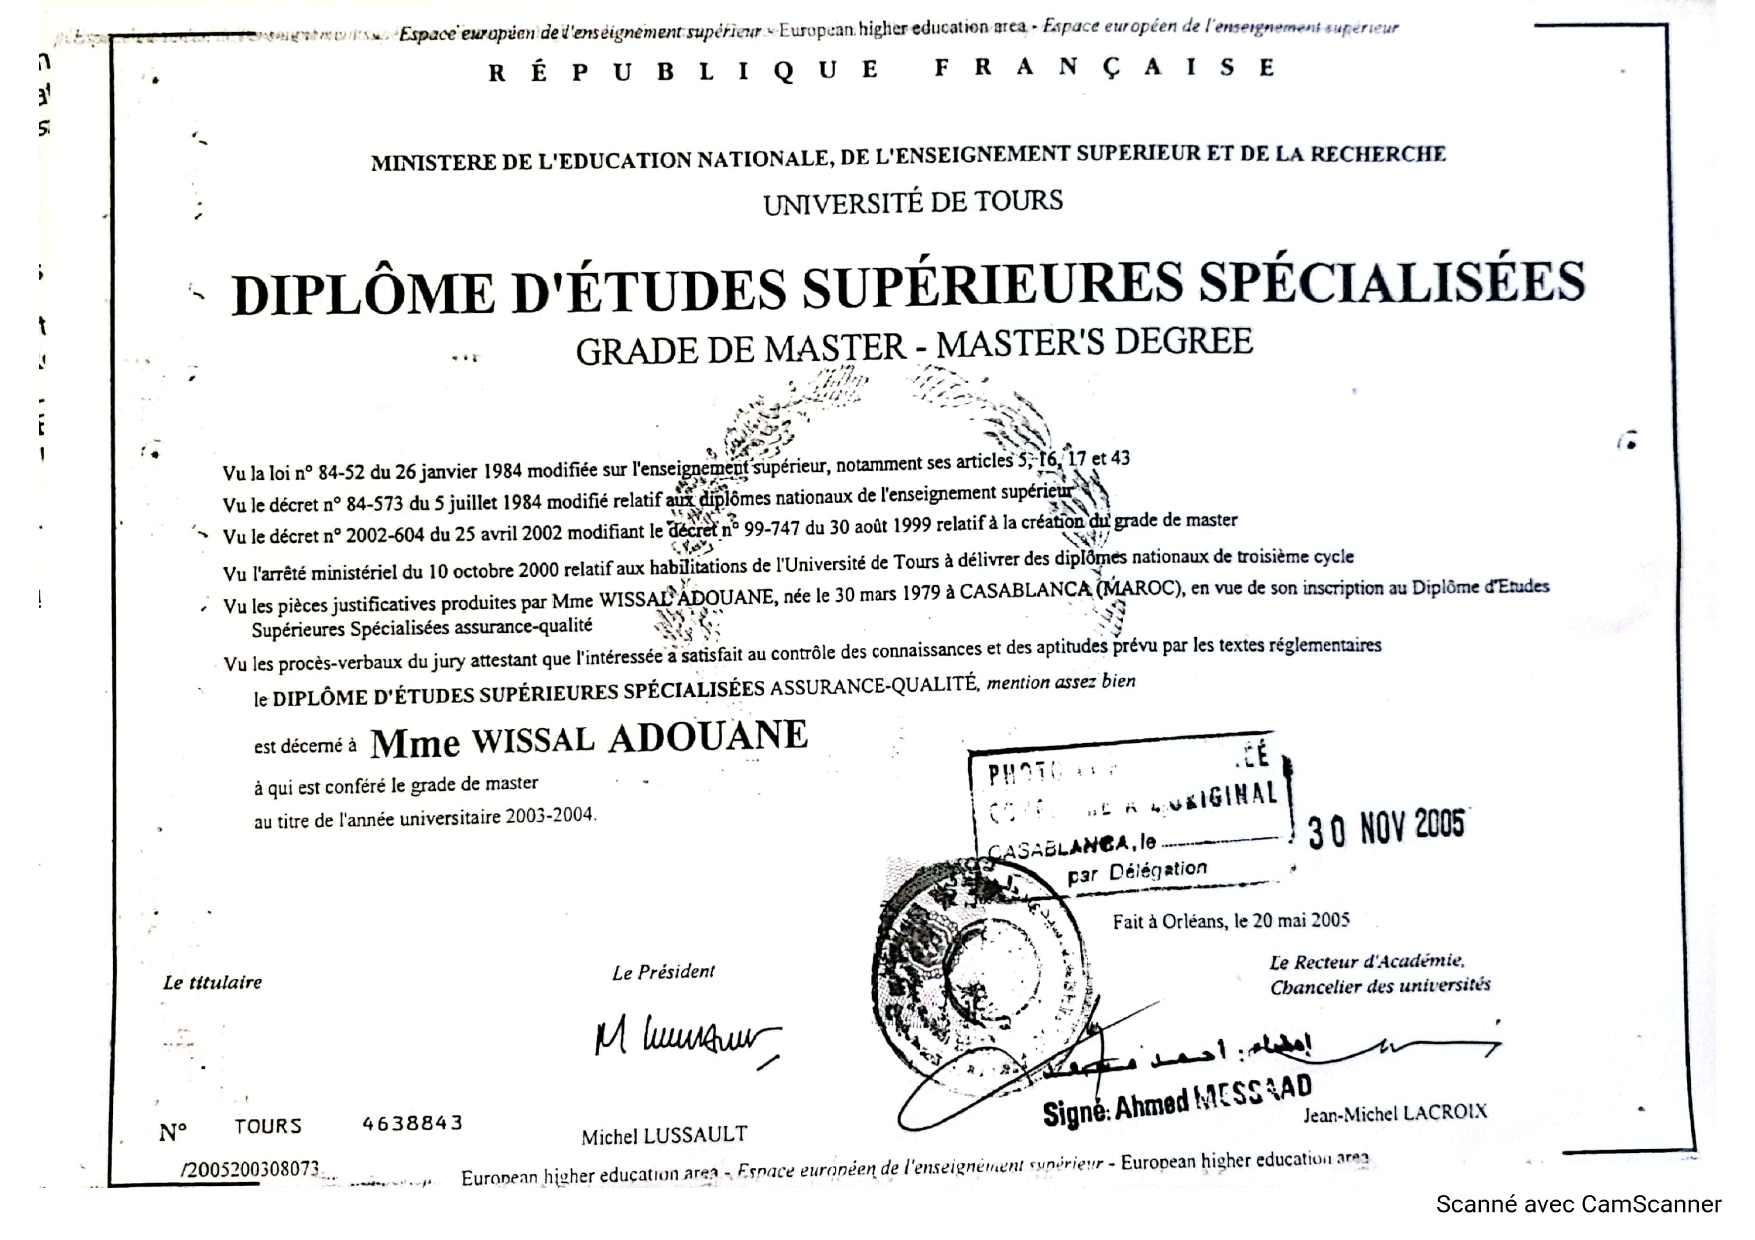 Espace européen de l'enseignement supérieur - European higher education area - Espace européen de l'enseignement supérieur
RÉPUBLIQUE FRANÇAISE
MINISTERE DE L'EDUCATION NATIONALE, DE L'ENSEIGNEMENT SUPERIEUR ET DE LA RECHERCHE
UNIVERSITÉ DE TOURS
DIPLÔME D'ÉTUDES SUPÉRIEURES SPÉCIALISÉES
GRADE DE MASTER - MASTER'S DEGREE
Vu la loi n° 84-52 du 26 janvier 1984 modifiée sur l'enseignement supérieur, notamment ses articles 5, 16, 17 et 43
Vu le décret n° 84-573 du 5 juillet 1984 modifié relatif aux diplômes nationaux de l'enseignement supérieur
Vu le décret n° 2002-604 du 25 avril 2002 modifiant le décret n° 99-747 du 30 août 1999 relatif à la création du grade de master
Vu l'arrêté ministériel du 10 octobre 2000 relatif aux habilitations de l'Université de Tours à délivrer des diplômes nationaux de troisième cycle
Vu les pièces justificatives produites par Mme WISSAL ADOUANE, née le 30 mars 1979 à CASABLANCA (MAROC), en vue de son inscription au Diplôme d'Etudes
Supérieures Spécialisées assurance-qualité
Vu les procès-verbaux du jury attestant que l'intéressée a satisfait au contrôle des connaissances et des aptitudes prévu par les textes réglementaires
le DIPLÔME D'ÉTUDES SUPÉRIEURES SPÉCIALISÉES ASSURANCE-QUALITÉ, mention assez bien
est décerné à Mme WISSAL ADOUANE
à qui est conféré le grade de master
au titre de l'année universitaire 2003-2004.
ORIGINAL
CASABLANCA, le
30 NOV 2005
par Délégation
Fait à Orléans, le 20 mai 2005
Le titulaire
Le Président
Le Recteur d'Académie,
Chancelier des universités
إمضاء: احمد مسعد
Signé: Ahmed MESSAAD
Jean-Michel LACROIX
Michel LUSSAULT
N° TOURS 4638843
/2005200308073
European higher education area - Espace européen de l'enseignement supérieur - European higher education area
Scanné avec CamScanner